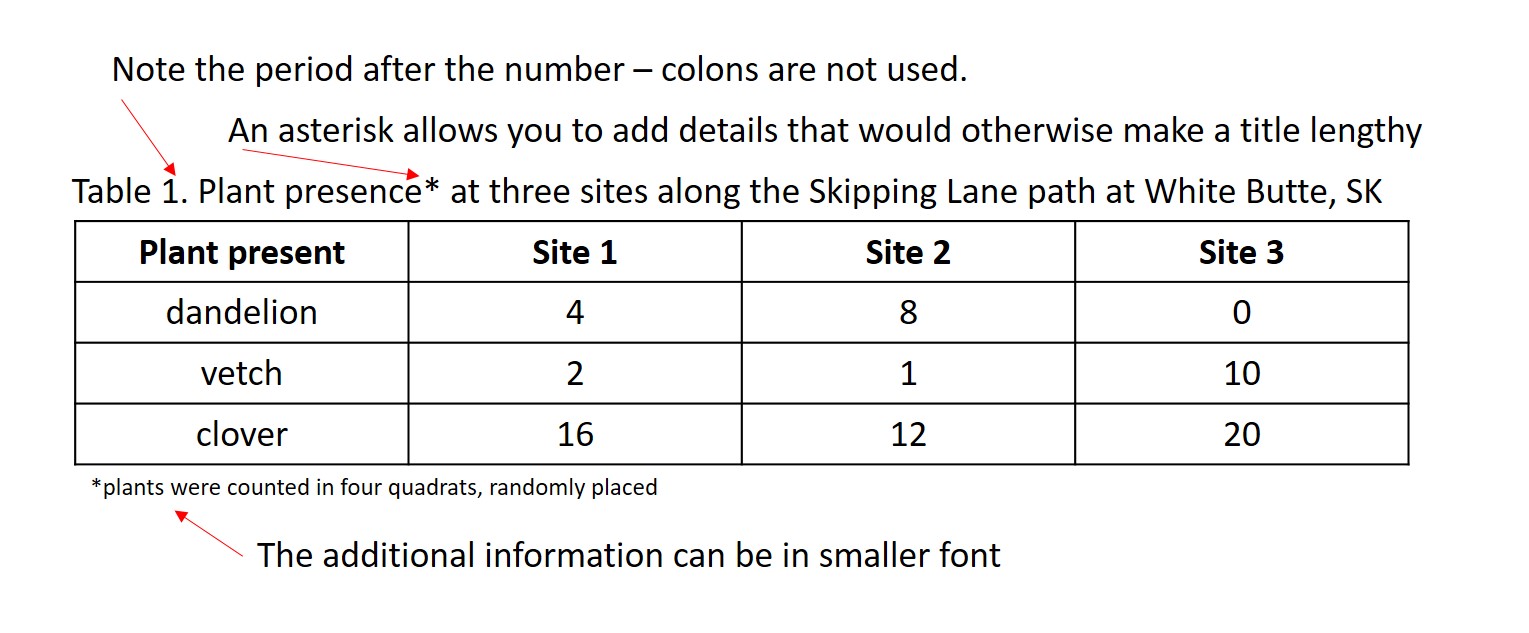 Note the period after the number – colons are not used.
An asterisk allows you to add details that would otherwise make a title lengthy
Table 1. Plant presence* at three sites along the Skipping Lane path at White Butte, SK
Plant present Site 1 Site 2 Site 3
dandelion 4 8 0
vetch 2 1 10
clover 16 12 20
*plants were counted in four quadrats, randomly placed
The additional information can be in smaller font